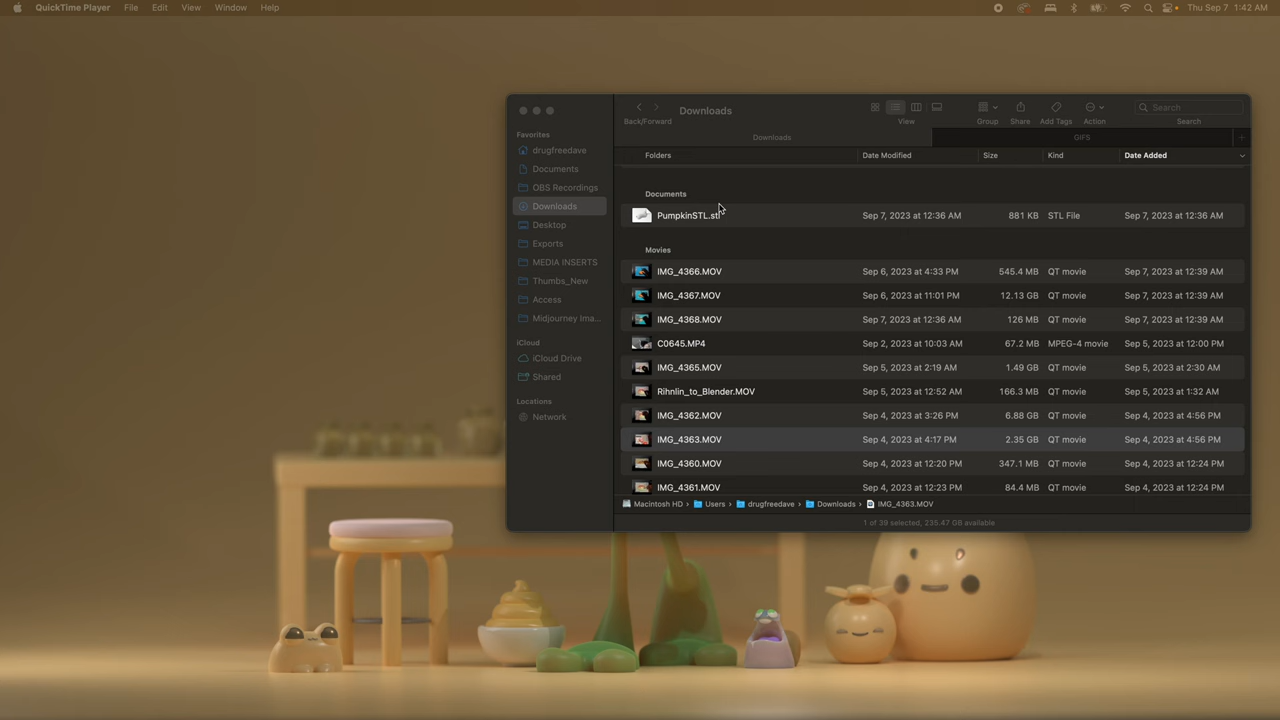 QuickTime Player File Edit View Window Help Thu Sep 7 1:42 AM
Downloads Search
Back/Forward View Group Share Add Tags Action Search
Downloads GIFS
Favorites
drugfreedave
Documents
OBS Recordings
Downloads
Desktop
Exports
MEDIA INSERTS
Thumbs_New
Access
Midjourney Ima...
iCloud
iCloud Drive
Shared
Locations
Network
Folders Date Modified Size Kind Date Added
Documents
PumpkinSTL.stl Sep 7, 2023 at 12:36 AM 881 KB STL File Sep 7, 2023 at 12:36 AM
Movies
IMG_4366.MOV Sep 6, 2023 at 4:33 PM 545.4 MB QT movie Sep 7, 2023 at 12:39 AM
IMG_4367.MOV Sep 6, 2023 at 11:01 PM 12.13 GB QT movie Sep 7, 2023 at 12:39 AM
IMG_4368.MOV Sep 7, 2023 at 12:36 AM 126 MB QT movie Sep 7, 2023 at 12:39 AM
C0645.MP4 Sep 2, 2023 at 10:03 AM 67.2 MB MPEG-4 movie Sep 5, 2023 at 12:00 PM
IMG_4365.MOV Sep 5, 2023 at 2:19 AM 1.49 GB QT movie Sep 5, 2023 at 2:30 AM
Rihnlin_to_Blender.MOV Sep 5, 2023 at 12:52 AM 166.3 MB QT movie Sep 5, 2023 at 1:32 AM
IMG_4362.MOV Sep 4, 2023 at 3:26 PM 6.88 GB QT movie Sep 4, 2023 at 4:56 PM
IMG_4363.MOV Sep 4, 2023 at 4:17 PM 2.35 GB QT movie Sep 4, 2023 at 4:56 PM
IMG_4360.MOV Sep 4, 2023 at 12:20 PM 347.1 MB QT movie Sep 4, 2023 at 12:24 PM
IMG_4361.MOV Sep 4, 2023 at 12:23 PM 84.4 MB QT movie Sep 4, 2023 at 12:24 PM
Macintosh HD › Users › drugfreedave › Downloads › IMG_4363.MOV
1 of 39 selected, 235.47 GB available